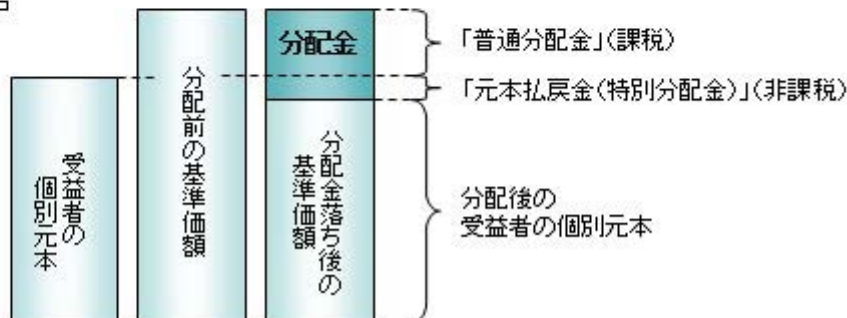 受益者の
個別元本
分配前の基準価額
分配金
分配金落ち後の
基準価額
「普通分配金」(課税)
「元本払戻金(特別分配金)」(非課税)
分配後の
受益者の個別元本